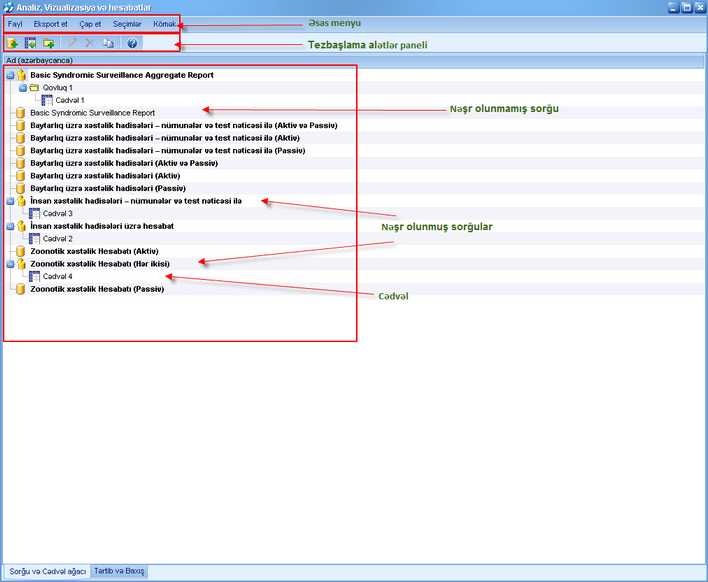 Analiz, Vizualizasiya və hesabatlar
Fayl Eksport et Çap et Seçimlər Kömək
Əsas menyu
Tezbaşlama alətlər paneli
Ad (azərbaycanca)
Basic Syndromic Surveillance Aggregate Report
Qovluq 1
Cədvəl 1
Basic Syndromic Surveillance Report
Nəşr olunmamış sorğu
Baytarlıq üzrə xəstəlik hadisələri – nümunələr və test nəticəsi ilə (Aktiv və Passiv)
Baytarlıq üzrə xəstəlik hadisələri – nümunələr və test nəticəsi ilə (Aktiv)
Baytarlıq üzrə xəstəlik hadisələri – nümunələr və test nəticəsi ilə (Passiv)
Baytarlıq üzrə xəstəlik hadisələri (Aktiv və Passiv)
Baytarlıq üzrə xəstəlik hadisələri (Aktiv)
Baytarlıq üzrə xəstəlik hadisələri (Passiv)
İnsan xəstəlik hadisələri – nümunələr və test nəticəsi ilə
Cədvəl 3
İnsan xəstəlik hadisələri üzrə hesabat
Nəşr olunmuş sorğular
Cədvəl 2
Zoonotik xəstəlik Hesabatı (Aktiv)
Zoonotik xəstəlik Hesabatı (Hər ikisi)
Cədvəl 4
Zoonotik xəstəlik Hesabatı (Passiv)
Cədvəl
Sorğu və Cədvəl ağacı Tərtib və Baxış